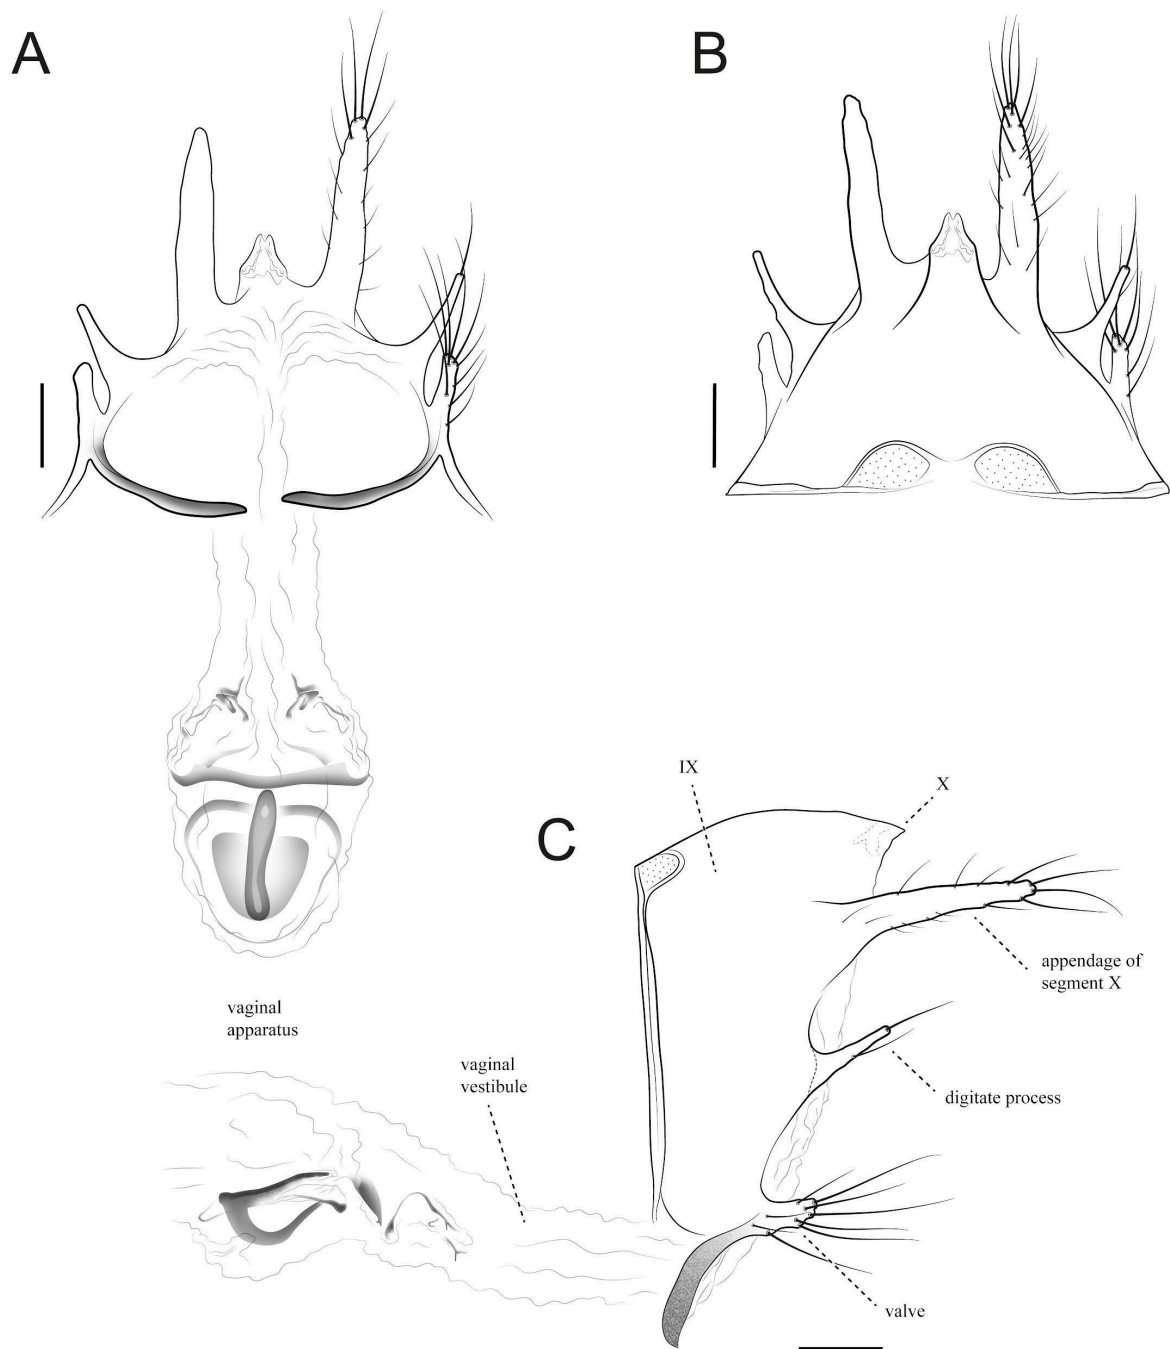 A
B
IX
X
C
appendage of
segment X
vaginal
apparatus
vaginal
vestibule
digitate process
valve